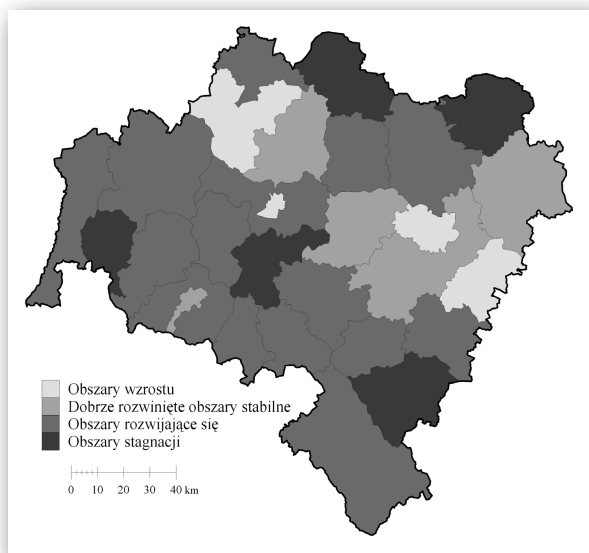 Obszary wzrostu
Dobrze rozwinięte obszary stabilne
Obszary rozwijające się
Obszary stagnacji
0 10 20 30 40 km